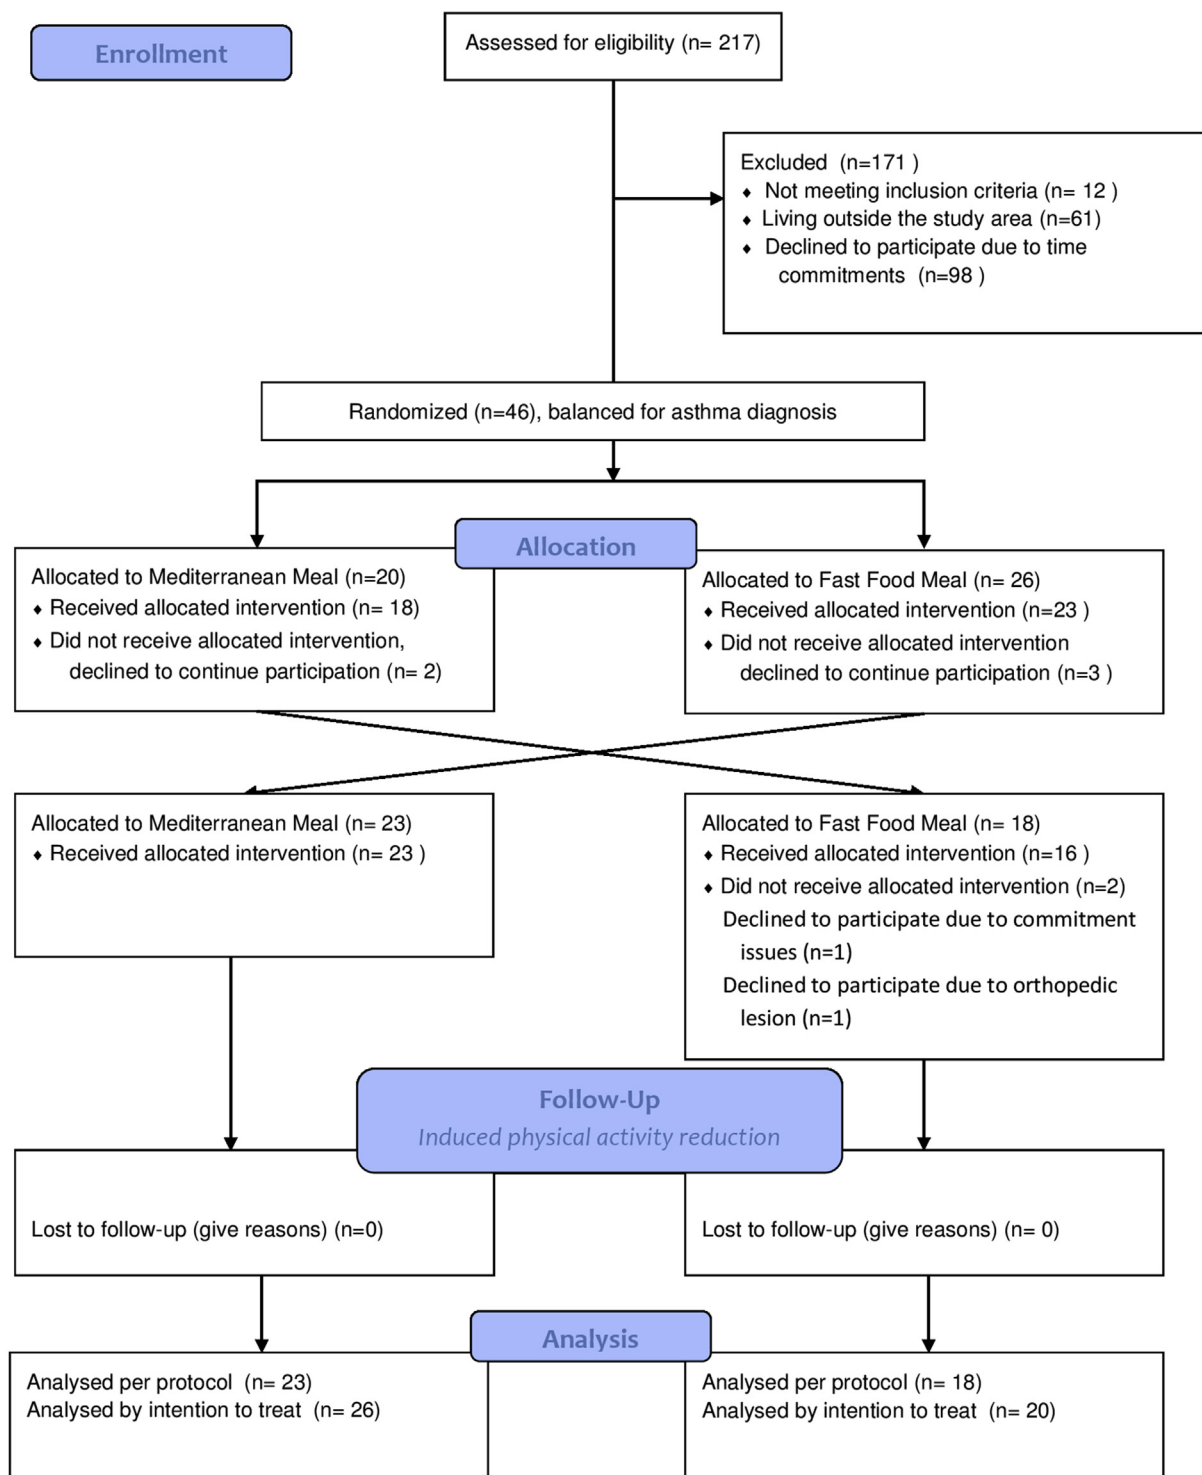 Enrollment
Assessed for eligibility (n= 217)
Excluded (n=171 )
♦ Not meeting inclusion criteria (n= 12 )
♦ Living outside the study area (n=61)
♦ Declined to participate due to time
commitments (n=98 )
Randomized (n=46), balanced for asthma diagnosis
Allocation
Allocated to Mediterranean Meal (n=20)
♦ Received allocated intervention (n= 18)
♦ Did not receive allocated intervention,
declined to continue participation (n= 2)
Allocated to Fast Food Meal (n= 26)
♦ Received allocated intervention (n=23 )
♦ Did not receive allocated intervention
declined to continue participation (n=3 )
Allocated to Mediterranean Meal (n= 23)
♦ Received allocated intervention (n= 23 )
Allocated to Fast Food Meal (n= 18)
♦ Received allocated intervention (n=16 )
♦ Did not receive allocated intervention (n=2)
Declined to participate due to commitment
issues (n=1)
Declined to participate due to orthopedic
lesion (n=1)
Follow-Up
Induced physical activity reduction
Lost to follow-up (give reasons) (n=0)
Lost to follow-up (give reasons) (n= 0)
Analysis
Analysed per protocol (n= 23)
Analysed by intention to treat (n= 26)
Analysed per protocol (n= 18)
Analysed by intention to treat (n= 20)